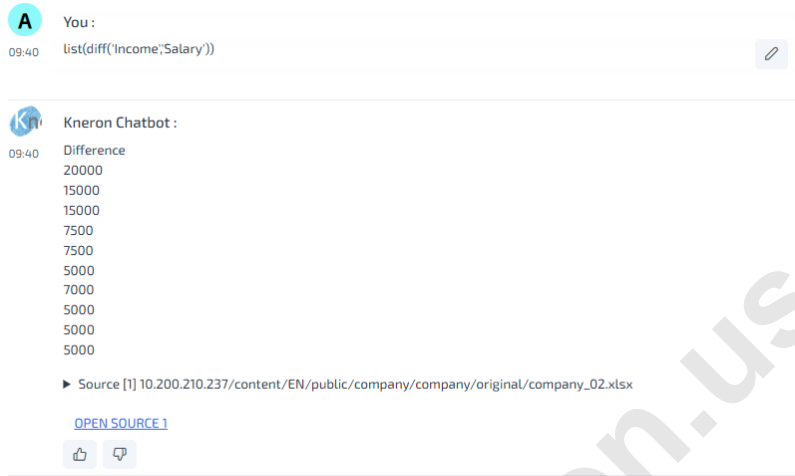 A
You :
09:40
list(diff('Income','Salary'))
Kn
Kneron Chatbot :
09:40
Difference
20000
15000
15000
7500
7500
5000
7000
5000
5000
5000
▶ Source [1] 10.200.210.237/content/EN/public/company/company/original/company_02.xlsx
OPEN SOURCE 1
n.us